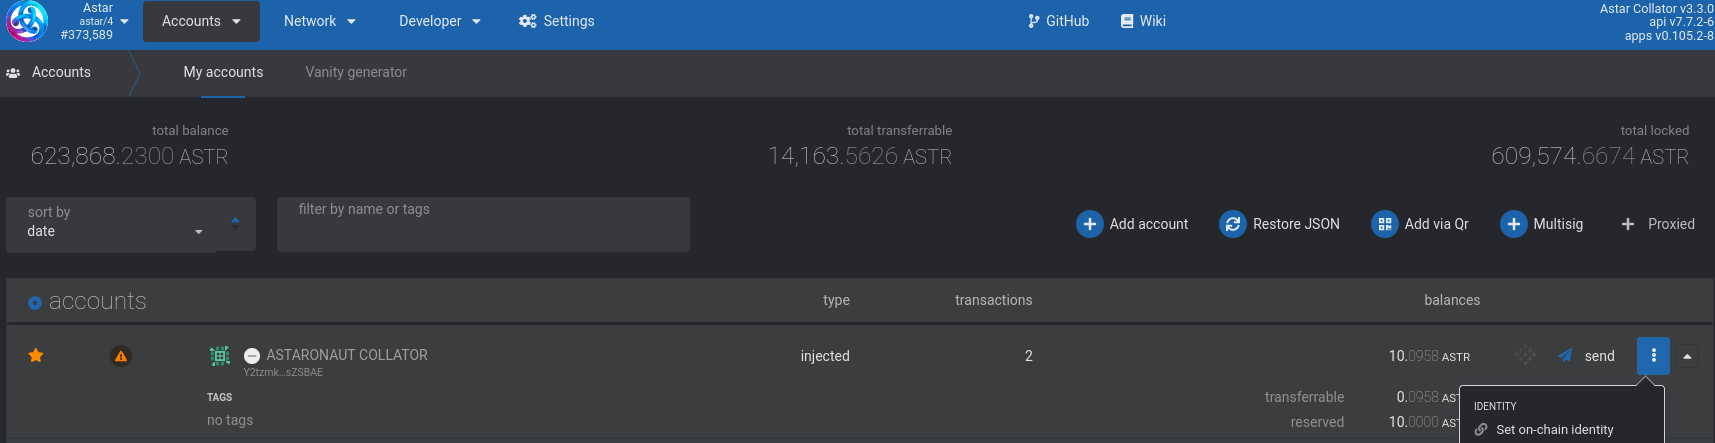 Astar
astar/4
#373,589
Accounts
Network
Developer
Settings
GitHub
Wiki
Astar Collator v3.3.0
api v7.7.2-6
apps v0.105.2-8
Accounts
My accounts
Vanity generator
total balance
623,868.2300 ASTR
total transferrable
14,163.5626 ASTR
total locked
609,574.6674 ASTR
sort by
date
filter by name or tags
Add account
Restore JSON
Add via Qr
Multisig
Proxied
accounts
type
transactions
balances
ASTARONAUT COLLATOR
Y2tzmk...sZSBAE
injected
2
10.0958 ASTR
send
TAGS
no tags
transferrable
0.0958
reserved
10.0000
IDENTITY
Set on-chain identity